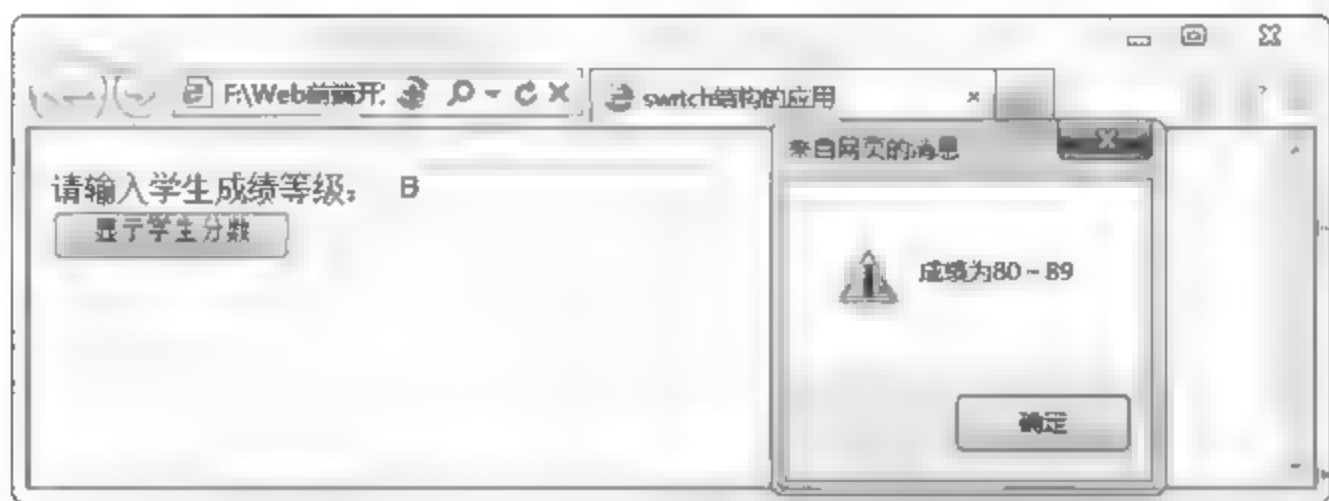 F:\Web前端开.
switch结构的应用
来自网页的消息
请输入学生成绩等级： B
显示学生分数
成绩为80～89
确定